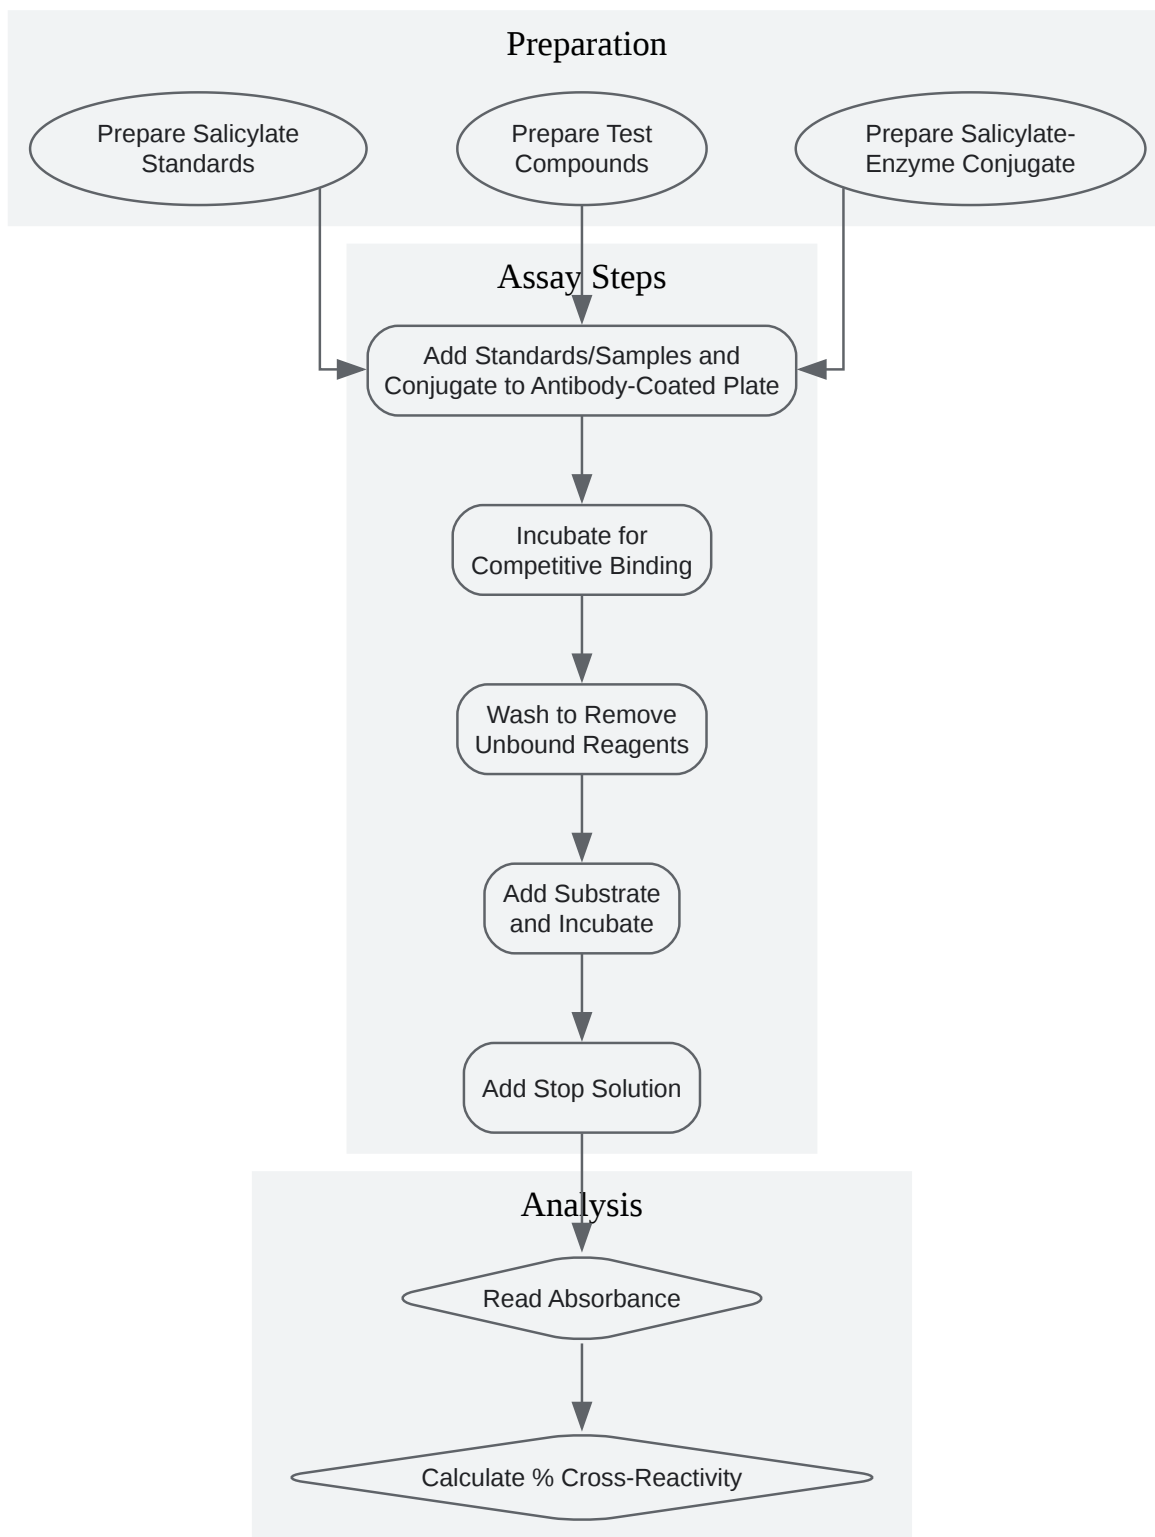 Preparation
Prepare Salicylate
Standards
Prepare Test
Compounds
Prepare Salicylate-
Enzyme Conjugate
Assay Steps
Add Standards/Samples and
Conjugate to Antibody-Coated Plate
Incubate for
Competitive Binding
Wash to Remove
Unbound Reagents
Add Substrate
and Incubate
Add Stop Solution
Analysis
Read Absorbance
Calculate % Cross-Reactivity